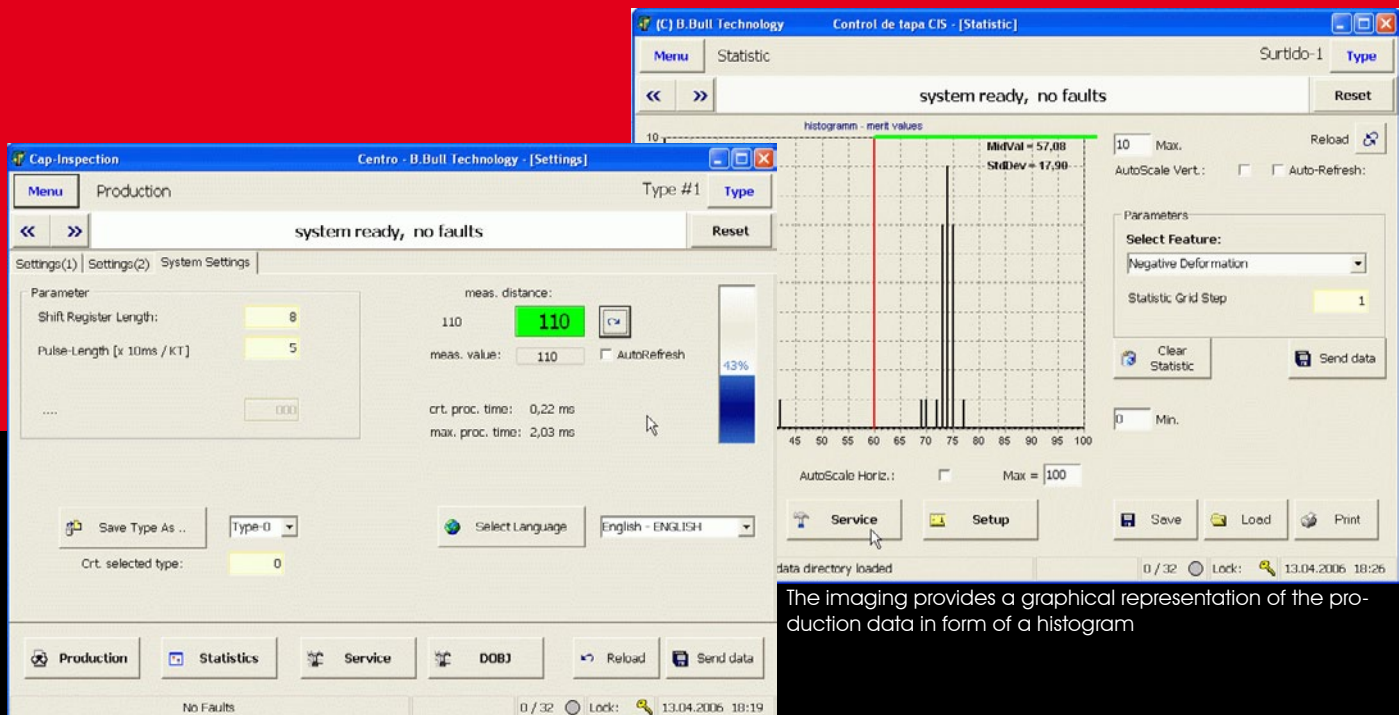 (C) B.Bull Technology Control de tapa CIS - [Statistic]
Menu Statistic Surtido-1 Type
<< >> system ready, no faults Reset
histogramm - merit values
10
MidVal = 57,08
StdDev = 17,90
45 50 55 60 65 70 75 80 85 90 95 100
AutoScale Horiz.: Max = 100
10 Max. Reload
AutoScale Vert.: Auto-Refresh:
Parameters
Select Feature:
Negative Deformation
Statistic Grid Step 1
Clear
Statistic
Send data
0 Min.
Service Setup Save Load Print
data directory loaded 0 / 32 Lock: 13.04.2006 18:26
Cap-Inspection Centro - B.Bull Technology - [Settings]
Menu Production Type #1 Type
<< >> system ready, no faults Reset
Settings(1) Settings(2) System Settings
Parameter
Shift Register Length: 8
Pulse-Length [x 10ms / KT] 5
.... 000
meas. distance:
110 110
meas. value: 110 AutoRefresh
43%
crt. proc. time: 0,22 ms
max. proc. time: 2,03 ms
Save Type As .. Type-0 Select Language English - ENGLISH
Crt. selected type: 0
Production Statistics Service DOBJ Reload Send data
No Faults 0 / 32 Lock: 13.04.2006 18:19
The imaging provides a graphical representation of the pro-
duction data in form of a histogram